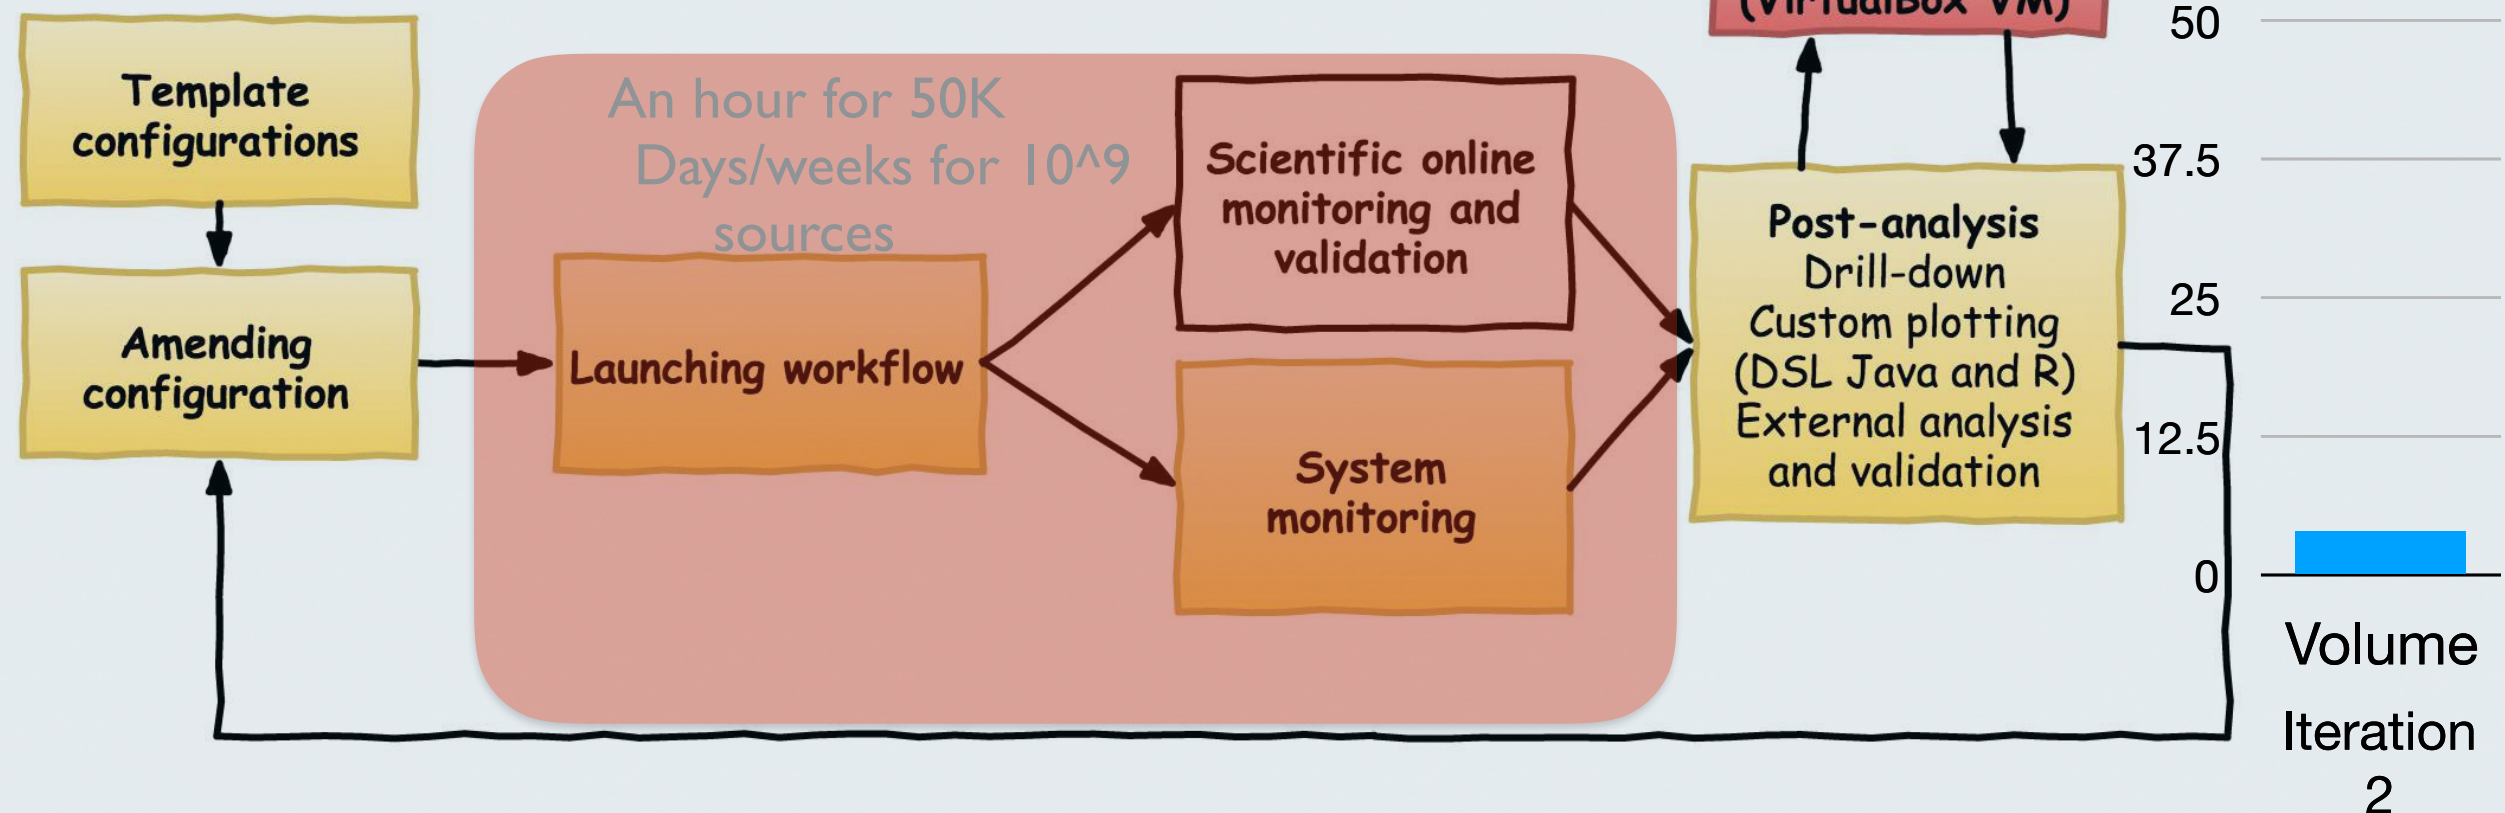 Template
configurations
Amending
configuration
An hour for 50K
Days/weeks for 10^9
sources
Launching workflow
Scientific online
monitoring and
validation
System
monitoring
(VirtualBox VM)
Post-analysis
Drill-down
Custom plotting
(DSL Java and R)
External analysis
and validation
50
37.5
25
12.5
0
Volume
Iteration
2